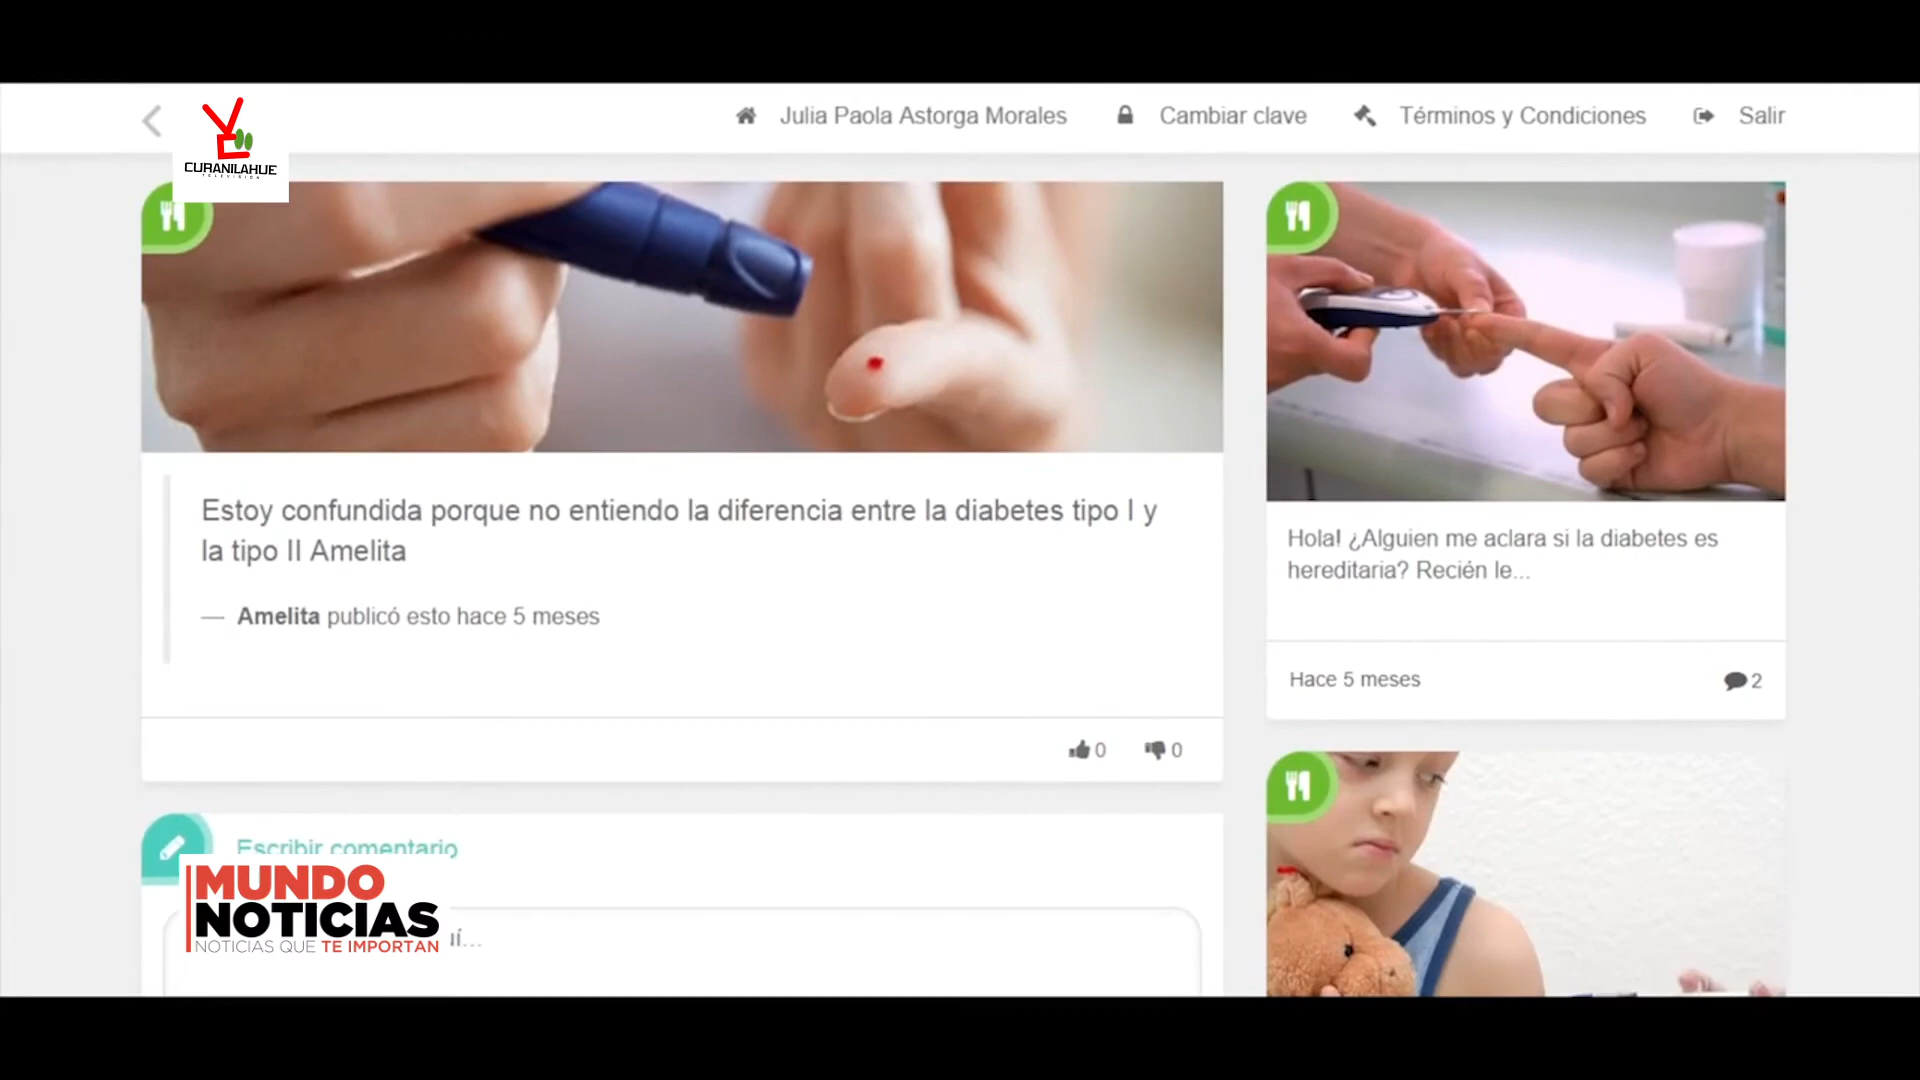 Julia Paola Astorga Morales
Cambiar clave
Términos y Condiciones
Salir
CURANILAHUE
TELEVISIÓN
Estoy confundida porque no entiendo la diferencia entre la diabetes tipo I y
la tipo II Amelita
— Amelita publicó esto hace 5 meses
0
0
Hola! ¿Alguien me aclara si la diabetes es
hereditaria? Recién le...
Hace 5 meses
2
Escribir comentario
MUNDO
NOTICIAS
NOTICIAS QUE TE IMPORTAN